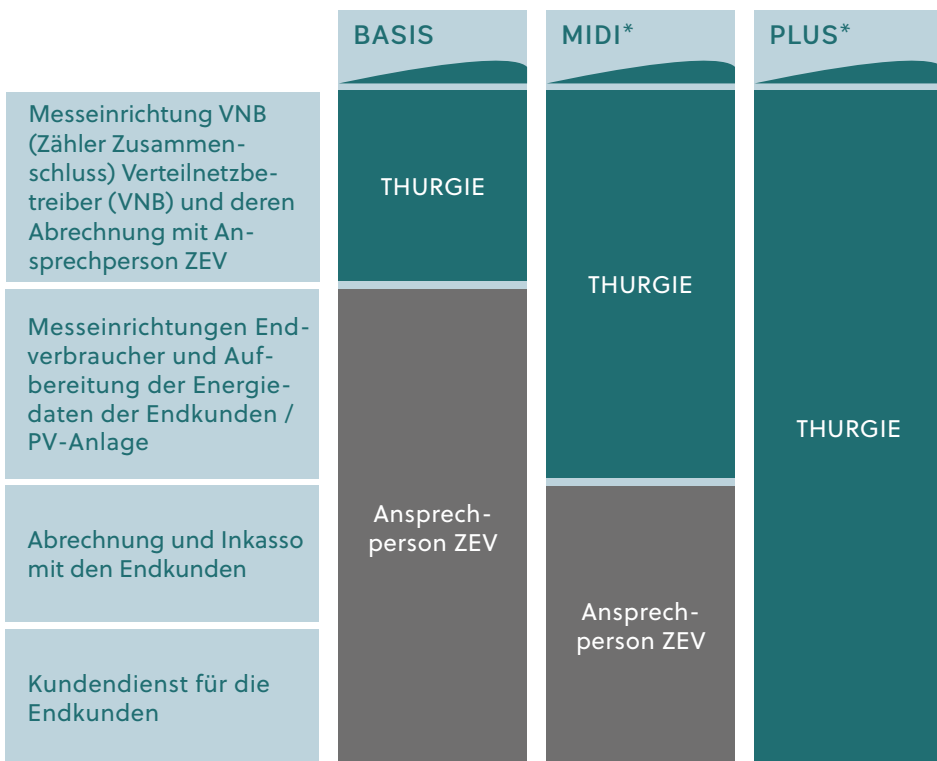 BASIS
MIDI*
PLUS*
Messeinrichtung VNB
(Zähler Zusammen-
schluss) Verteilnetzbe-
treiber (VNB) und deren
Abrechnung mit An-
sprechperson ZEV
THURGIE
THURGIE
THURGIE
Messeinrichtungen End-
verbraucher und Auf-
bereitung der Energie-
daten der Endkunden /
PV-Anlage
Ansprech-
person ZEV
Abrechnung und Inkasso
mit den Endkunden
Ansprech-
person ZEV
Kundendienst für die
Endkunden